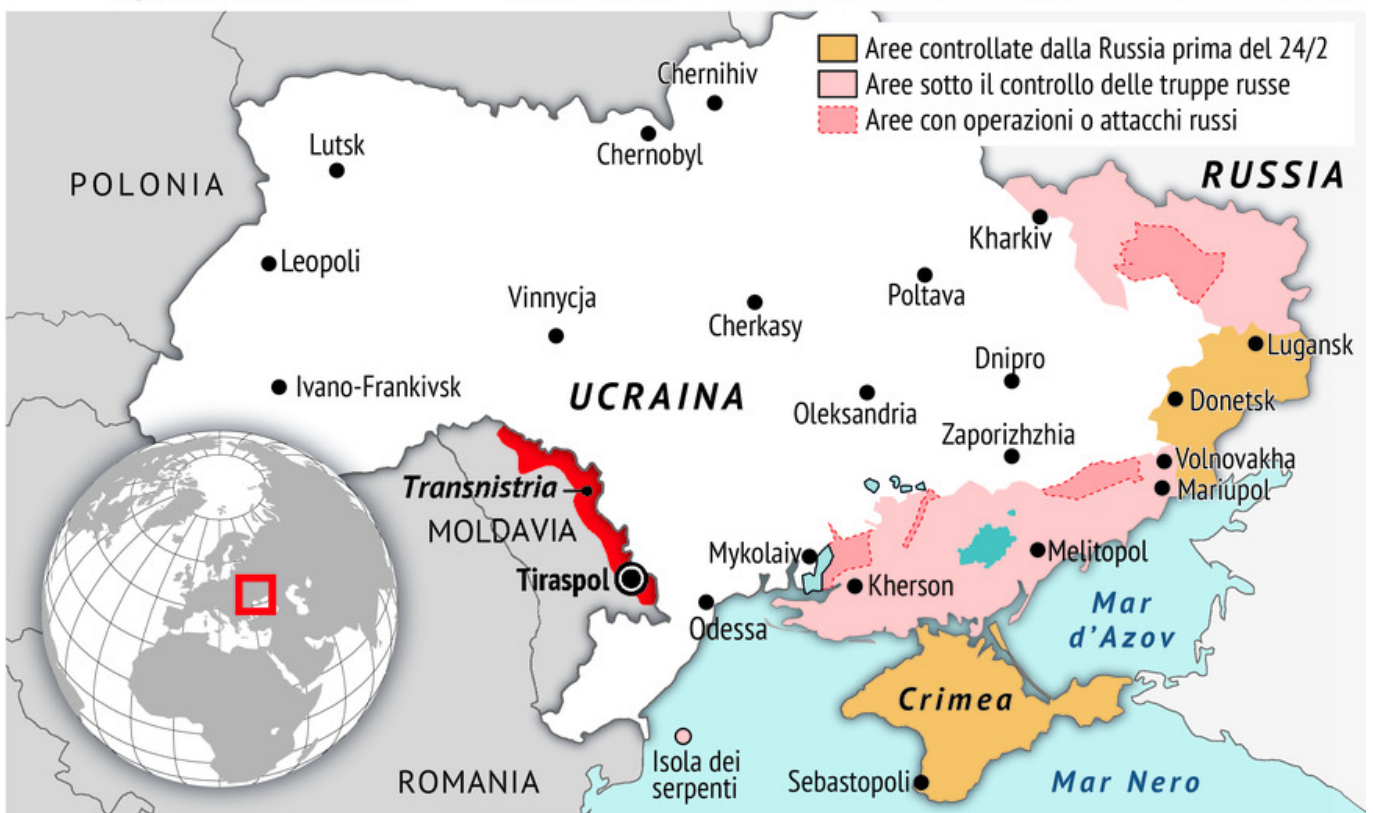 Aree controllate dalla Russia prima del 24/2
Aree sotto il controllo delle truppe russe
Aree con operazioni o attacchi russi
Chernihiv
Chernobyl
Lutsk
POLONIA
RUSSIA
Kharkiv
Leopoli
Vinnycja
Cherkasy
Poltava
Lugansk
Dnipro
Ivano-Frankivsk
UCRAINA
Oleksandria
Donetsk
Zaporizhzhia
Volnovakha
Transnistria
Mariupol
MOLDAVIA
Mykolaiv
Melitopol
Tiraspol
Kherson
Odessa
Mar
d'Azov
Crimea
Isola dei
serpenti
ROMANIA
Sebastopoli
Mar Nero